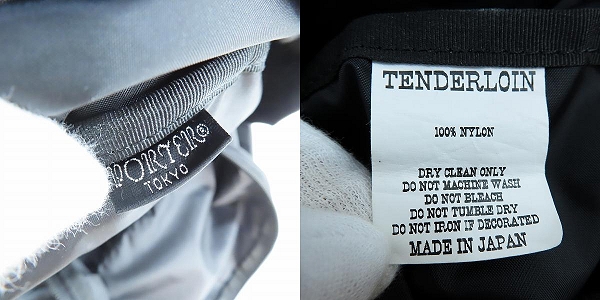 PORTER®
TOKYO
TENDERLOIN
100% NYLON
DRY CLEAN ONLY
DO NOT MACHINE WASH
DO NOT BLEACH
DO NOT TUMBLE DRY
DO NOT IRON IF DECORATED
MADE IN JAPAN